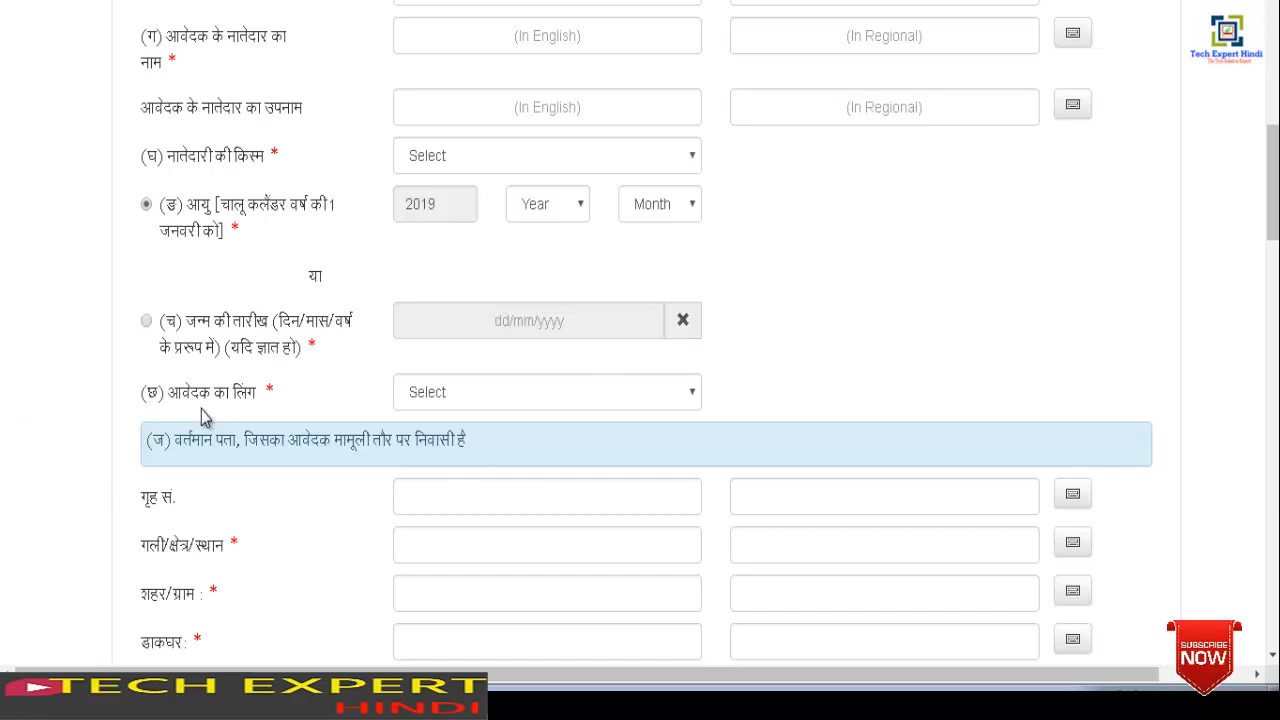 (ग) आवेदक के नातेदार का
नाम *
(In English)
(In Regional)
Tech Expert Hindi
आवेदक के नातेदार का उपनाम
(In English)
(In Regional)
(घ) नातेदारी की किस्म *
Select
(ङ) आयु [चालू कलैंडर वर्ष की 1
जनवरी को] *
2019
Year
Month
या
(च) जन्म की तारीख (दिन/मास/वर्ष
के प्ररूप में) (यदि ज्ञात हो) *
dd/mm/yyyy
(छ) आवेदक का लिंग *
Select
(ज) वर्तमान पता, जिसका आवेदक मामूली तौर पर निवासी है
गृह सं.
गली/क्षेत्र/स्थान *
शहर/ग्राम : *
डाकघर: *
SUBSCRIBE
NOW
TECH EXPERT
HINDI